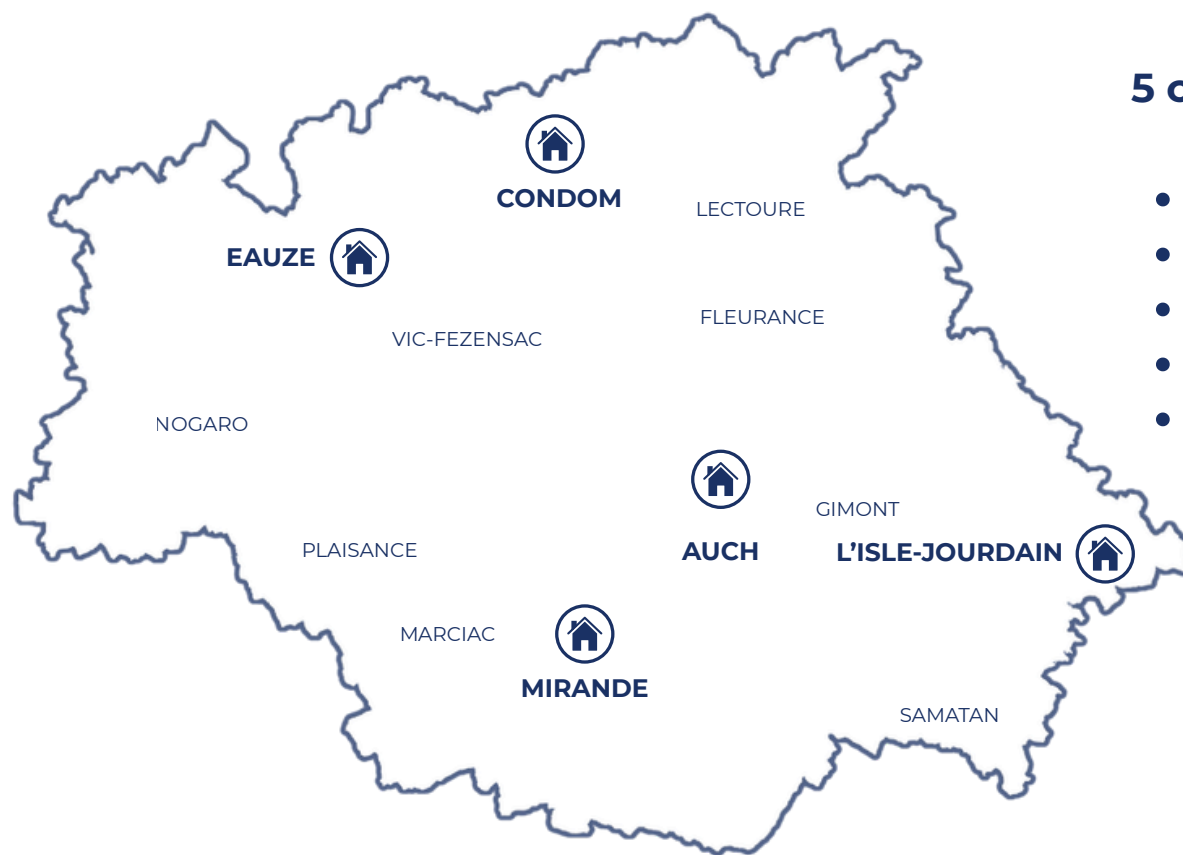 5
CONDOM
LECTOURE
EAUZE
FLEURANCE
VIC-FEZENSAC
NOGARO
GIMONT
PLAISANCE
AUCH
L’ISLE-JOURDAIN
MARCIAC
MIRANDE
SAMATAN